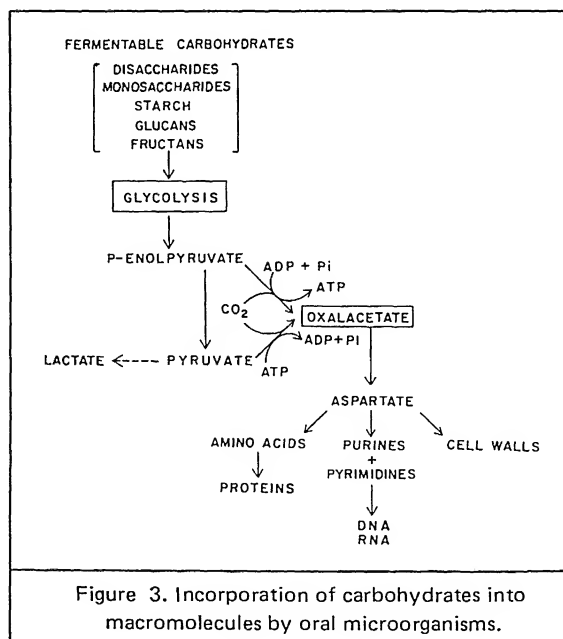 FERMENTABLE CARBOHYDRATES
DISACCHARIDES
MONOSACCHARIDES
STARCH
GLUCANS
FRUCTANS
GLYCOLYSIS
P-ENOLPYRUVATE
ADP + Pi
ATP
CO2
OXALACETATE
ADP+PI
LACTATE
PYRUVATE
ATP
ASPARTATE
AMINO ACIDS
PURINES
+
PYRIMIDINES
CELL WALLS
PROTEINS
DNA
RNA
Figure 3. Incorporation of carbohydrates into
macromolecules by oral microorganisms.